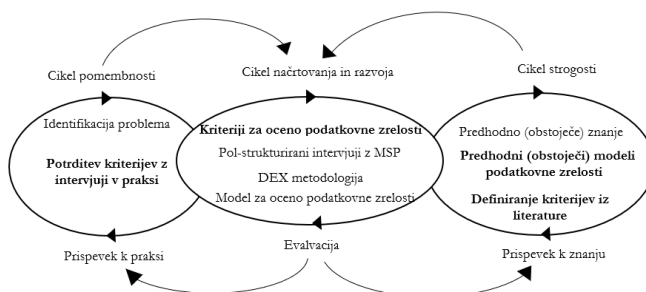 Cikel pomembnosti
Cikel načrtovanja in razvoja
Cikel strogosti
Identifikacija problema
Potrditev kriterijev z
intervjuji v praksi
Kriteriji za oceno podatkovne zrelosti
Pol-strukturirani intervjuji z MSP
DEX metodologija
Model za oceno podatkovne zrelosti
Predhodno (obstoječe) znanje
Predhodni (obstoječi) modeli
podatkovne zrelosti
Definiranje kriterijev iz
literature
Prispevek k praksi
Evalvacija
Prispevek k znanju